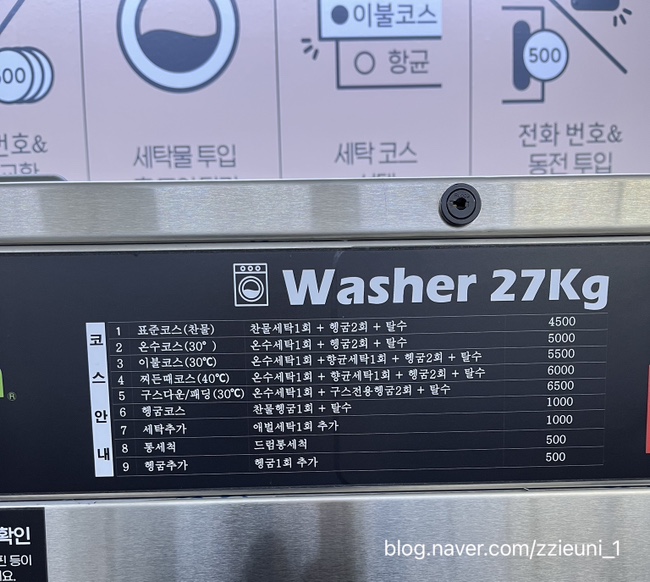 500
●이불코스
○ 항균
500
번호&
세탁물 투입
세탁 코스
전화 번호&
동전 투입
Washer 27Kg
코스안내
1 표준코스(찬물) 찬물세탁1회 + 헹굼2회 + 탈수 4500
2 온수코스(30° ) 온수세탁1회 + 헹굼2회 + 탈수 5000
3 이불코스(30℃) 온수세탁1회 +향균세탁1회 + 헹굼2회 + 탈수 5500
4 찌든때코스(40℃) 온수세탁1회 + 향균세탁1회 + 헹굼2회 + 탈수 6000
5 구스다운/패딩(30℃) 온수세탁1회 + 구스전용헹굼2회 + 탈수 6500
6 헹굼코스 찬물헹굼1회 + 탈수 1000
7 세탁추가 애벌세탁1회 추가 1000
8 통세척 드럼통세척 500
9 헹굼추가 헹굼1회 추가 500
확인
핀 등이
요.
blog.naver.com/zzieuni_1